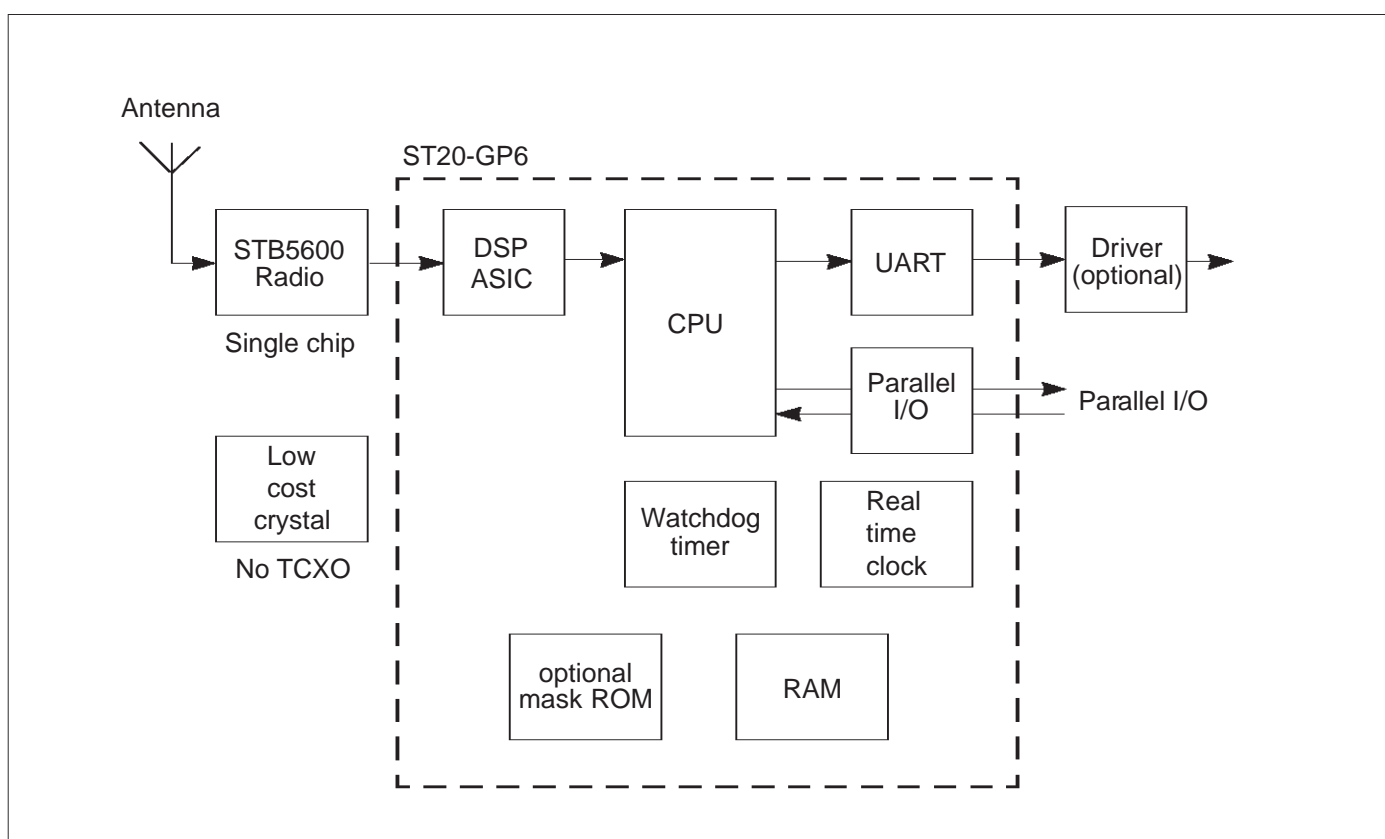 Antenna
ST20-GP6
STB5600
Radio
Single chip
DSP
ASIC
CPU
UART
Driver
(optional)
Parallel
I/O
Parallel I/O
Low
cost
crystal
No TCXO
Watchdog
timer
Real
time
clock
optional
mask ROM
RAM